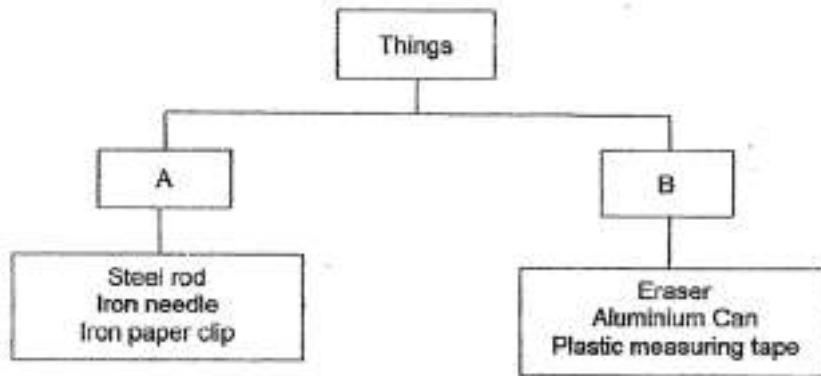 Things
A
B
Steel rod
Iron needle
Iron paper clip
Eraser
Aluminium Can
Plastic measuring tape